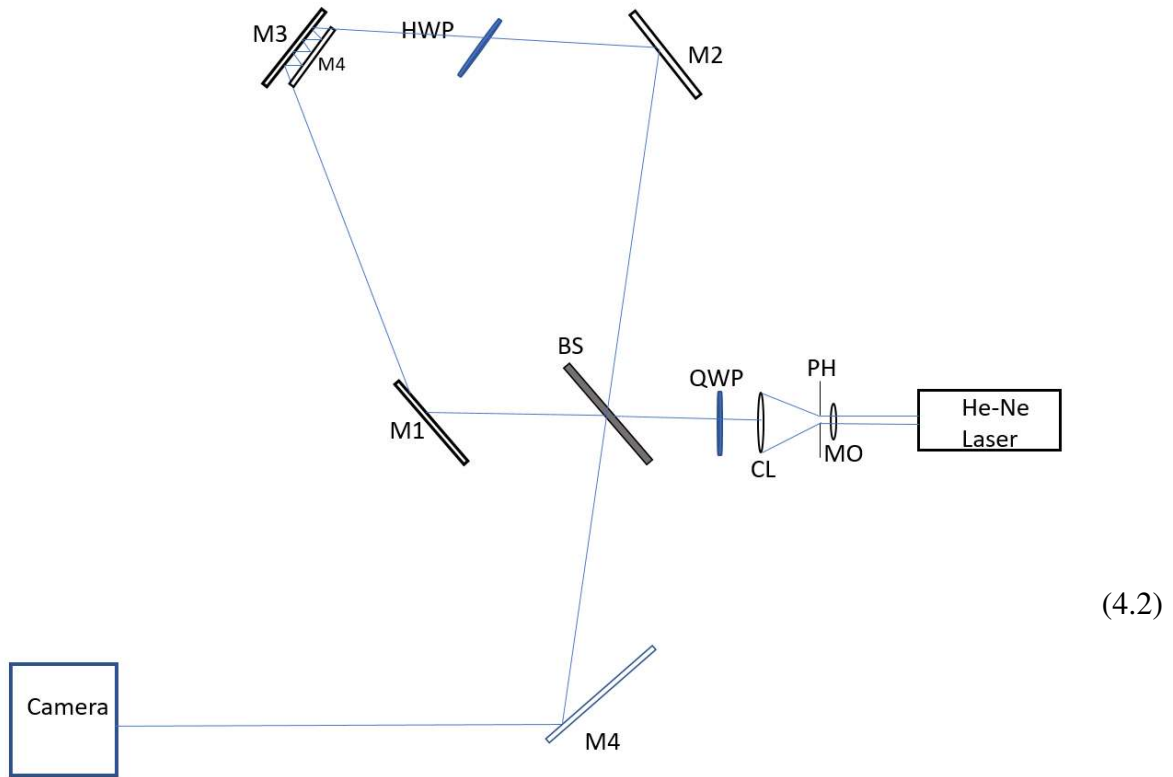 M3
HWP
M4
M2
BS
QWP
PH
He-Ne
Laser
M1
CL
MO
(4.2)
Camera
M4